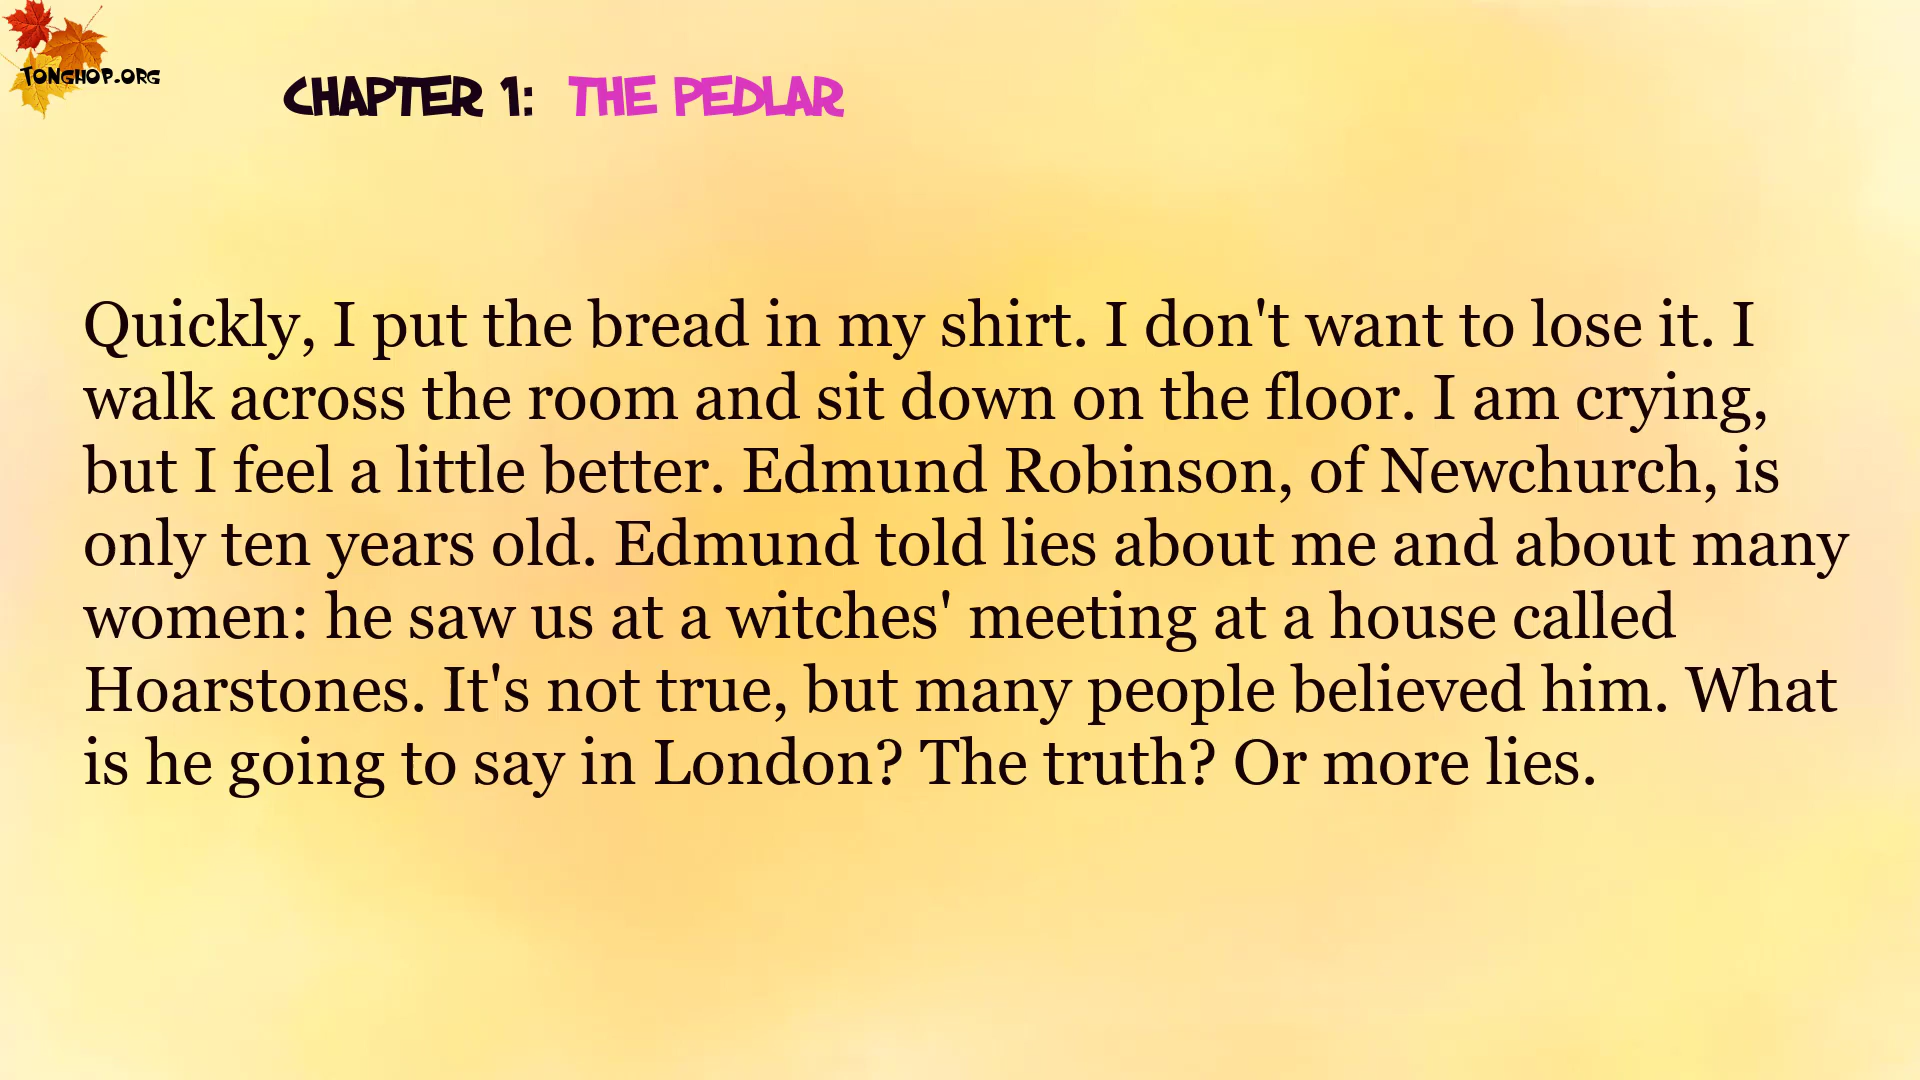 TONGHOP.ORG
CHAPTER 1: THE PEDLAR
Quickly, I put the bread in my shirt. I don't want to lose it. I
walk across the room and sit down on the floor. I am crying,
but I feel a little better. Edmund Robinson, of Newchurch, is
only ten years old. Edmund told lies about me and about many
women: he saw us at a witches' meeting at a house called
Hoarstones. It's not true, but many people believed him. What
is he going to say in London? The truth? Or more lies.